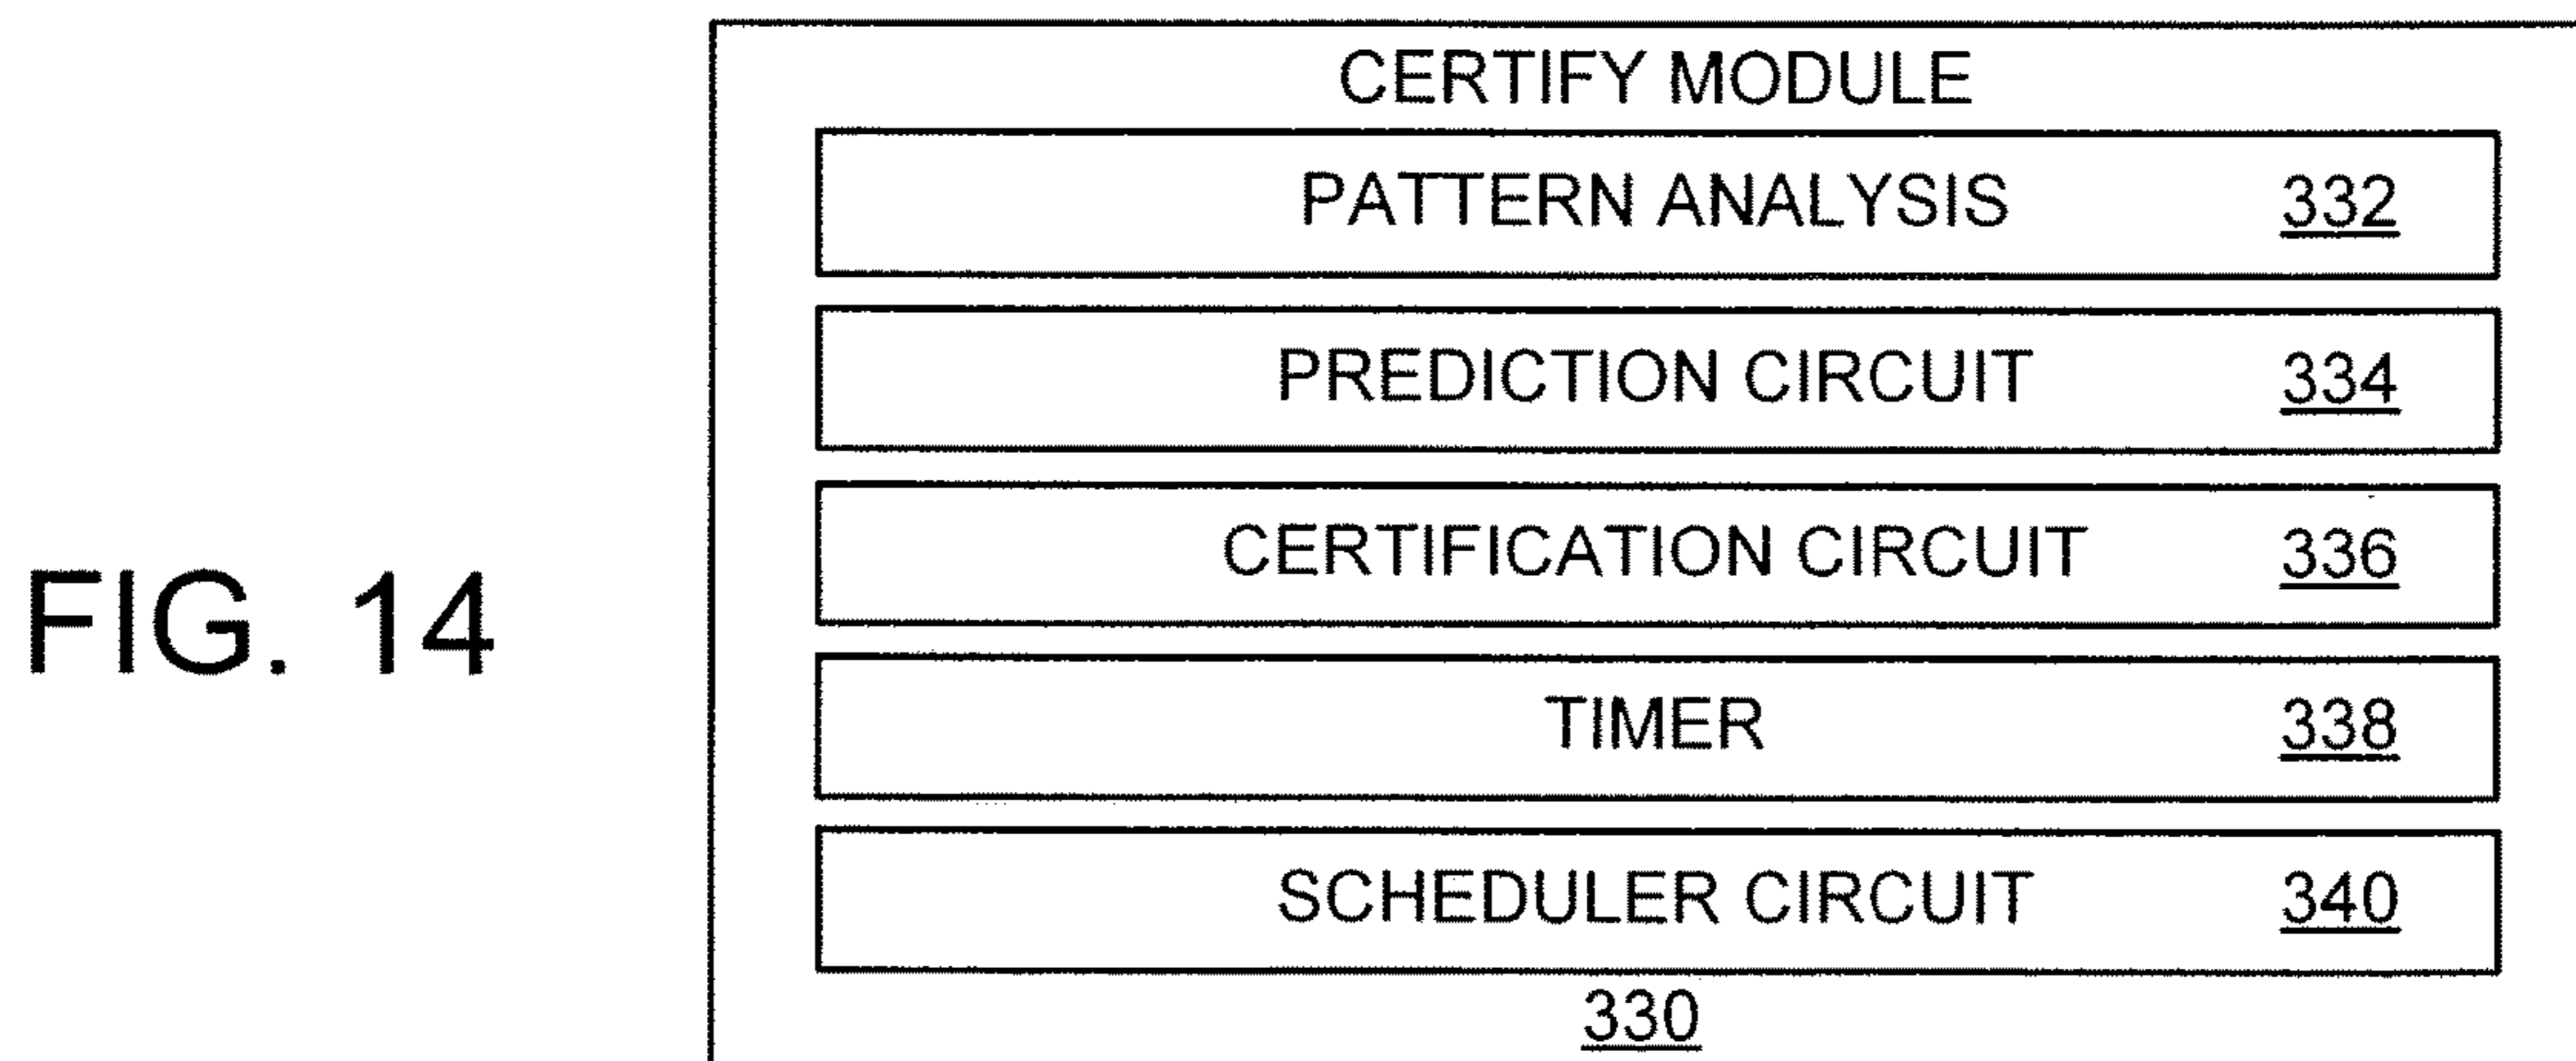 CERTIFY MODULE
PATTERN ANALYSIS 332
PREDICTION CIRCUIT 334
CERTIFICATION CIRCUIT 336
TIMER 338
SCHEDULER CIRCUIT 340
330
FIG. 14